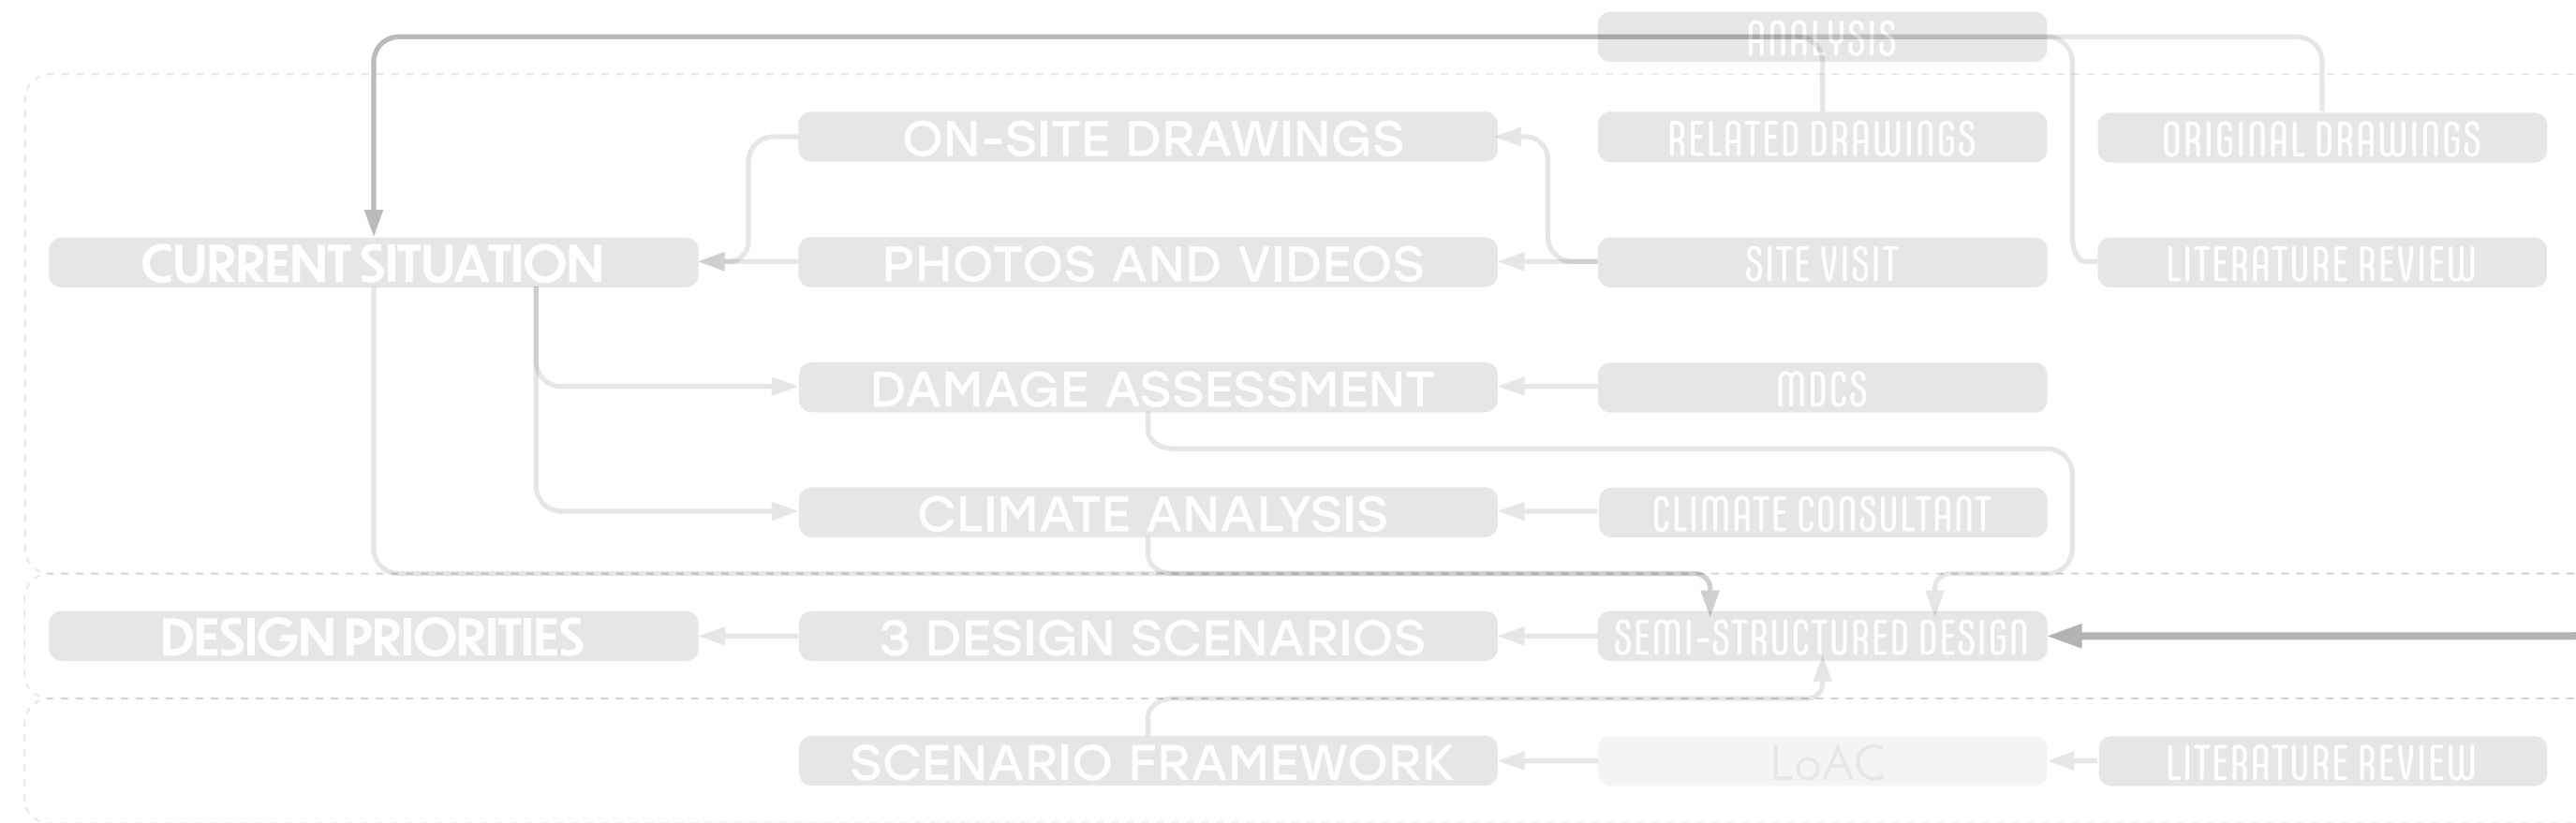 ANALYSIS
ON-SITE DRAWINGS
RELATED DRAWINGS
ORIGINAL DRAWINGS
CURRENT SITUATION
PHOTOS AND VIDEOS
SITE VISIT
LITERATURE REVIEW
DAMAGE ASSESSMENT
MDCS
CLIMATE ANALYSIS
CLIMATE CONSULTANT
DESIGN PRIORITIES
3 DESIGN SCENARIOS
SEMI-STRUCTURED DESIGN
SCENARIO FRAMEWORK
LoAC
LITERATURE REVIEW